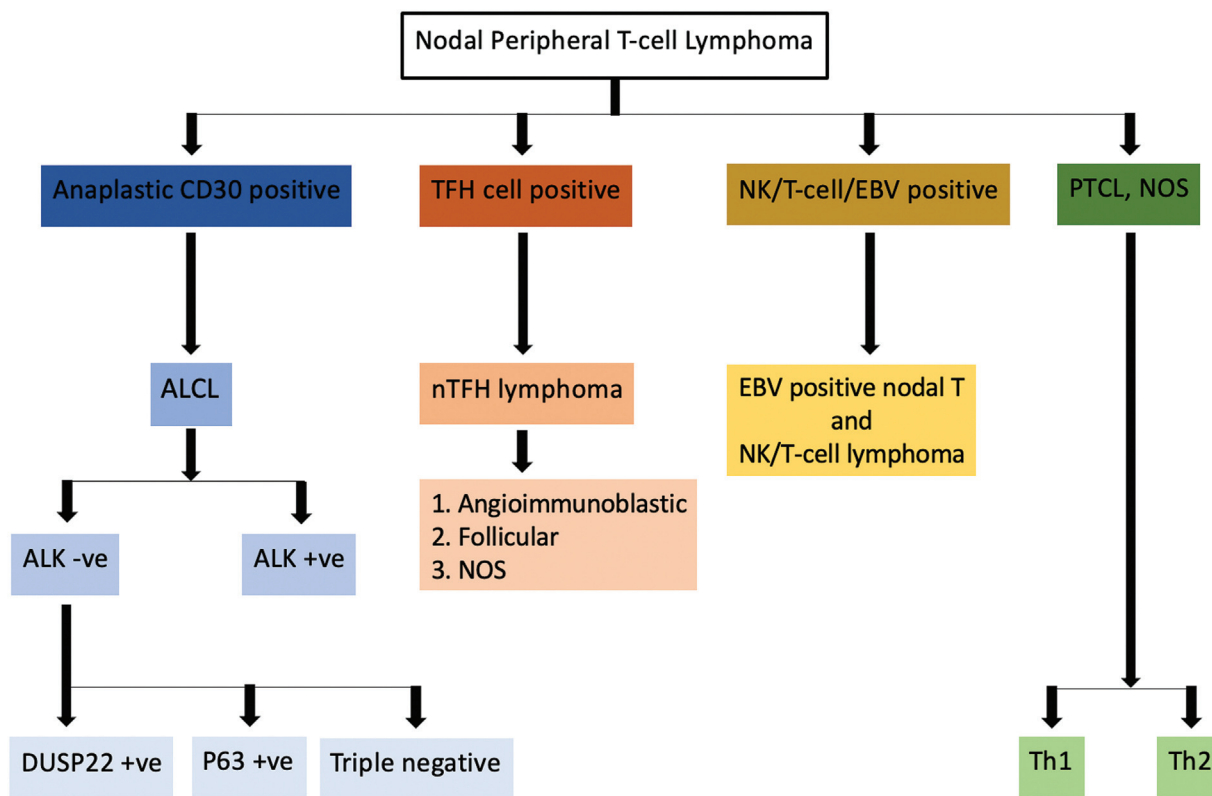 Nodal Peripheral T-cell Lymphoma
Anaplastic CD30 positive
TFH cell positive
NK/T-cell/EBV positive
PTCL, NOS
ALCL
nTFH lymphoma
EBV positive nodal T
and
NK/T-cell lymphoma
1. Angioimmunoblastic
2. Follicular
3. NOS
ALK -ve
ALK +ve
DUSP22 +ve
P63 +ve
Triple negative
Th1
Th2